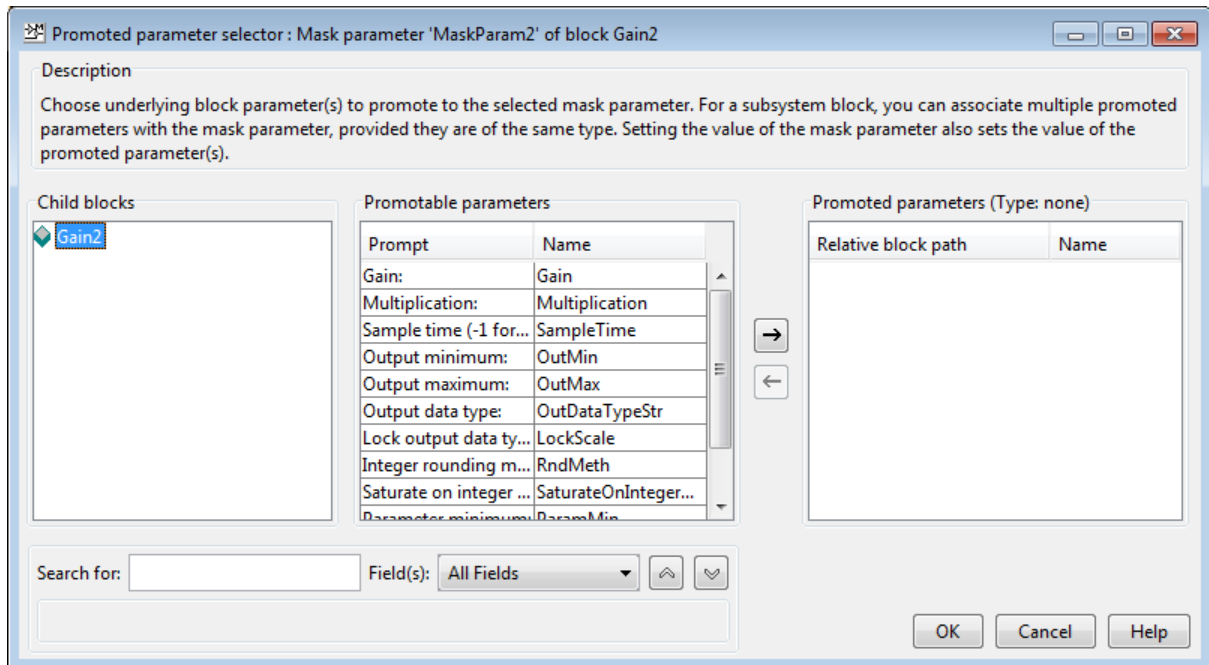 Promoted parameter selector : Mask parameter 'MaskParam2' of block Gain2
Description
Choose underlying block parameter(s) to promote to the selected mask parameter. For a subsystem block, you can associate multiple promoted
parameters with the mask parameter, provided they are of the same type. Setting the value of the mask parameter also sets the value of the
promoted parameter(s).
Child blocks
Gain2
Promotable parameters
Prompt Name
Gain: Gain
Multiplication: Multiplication
Sample time (-1 for... SampleTime
Output minimum: OutMin
Output maximum: OutMax
Output data type: OutDataTypeStr
Lock output data ty... LockScale
Integer rounding m... RndMeth
Saturate on integer ... SaturateOnInteger...
Parameter minimum: ParamMin
Promoted parameters (Type: none)
Relative block path Name
Search for: Field(s): All Fields
OK Cancel Help